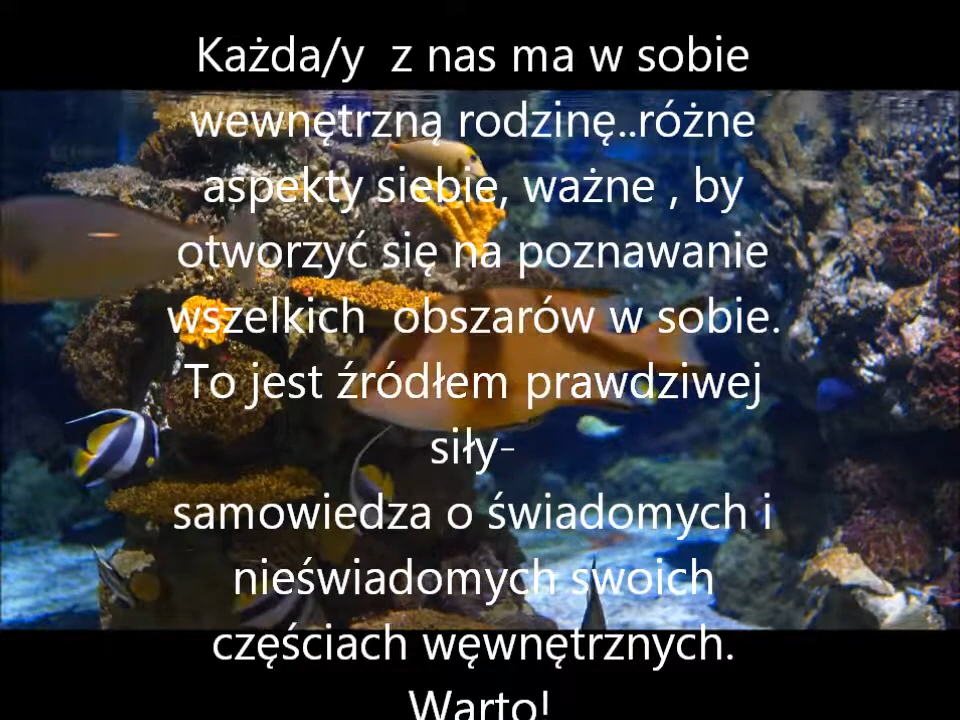 Każda/y  z nas ma w sobie
wewnętrzną rodzinę..różne
aspekty siebie, ważne , by
otworzyć się na poznawanie
wszelkich  obszarów w sobie.
To jest źródłem prawdziwej
siły-
samowiedza o świadomych i
nieświadomych swoich
częściach węwnętrznych.
Warto!